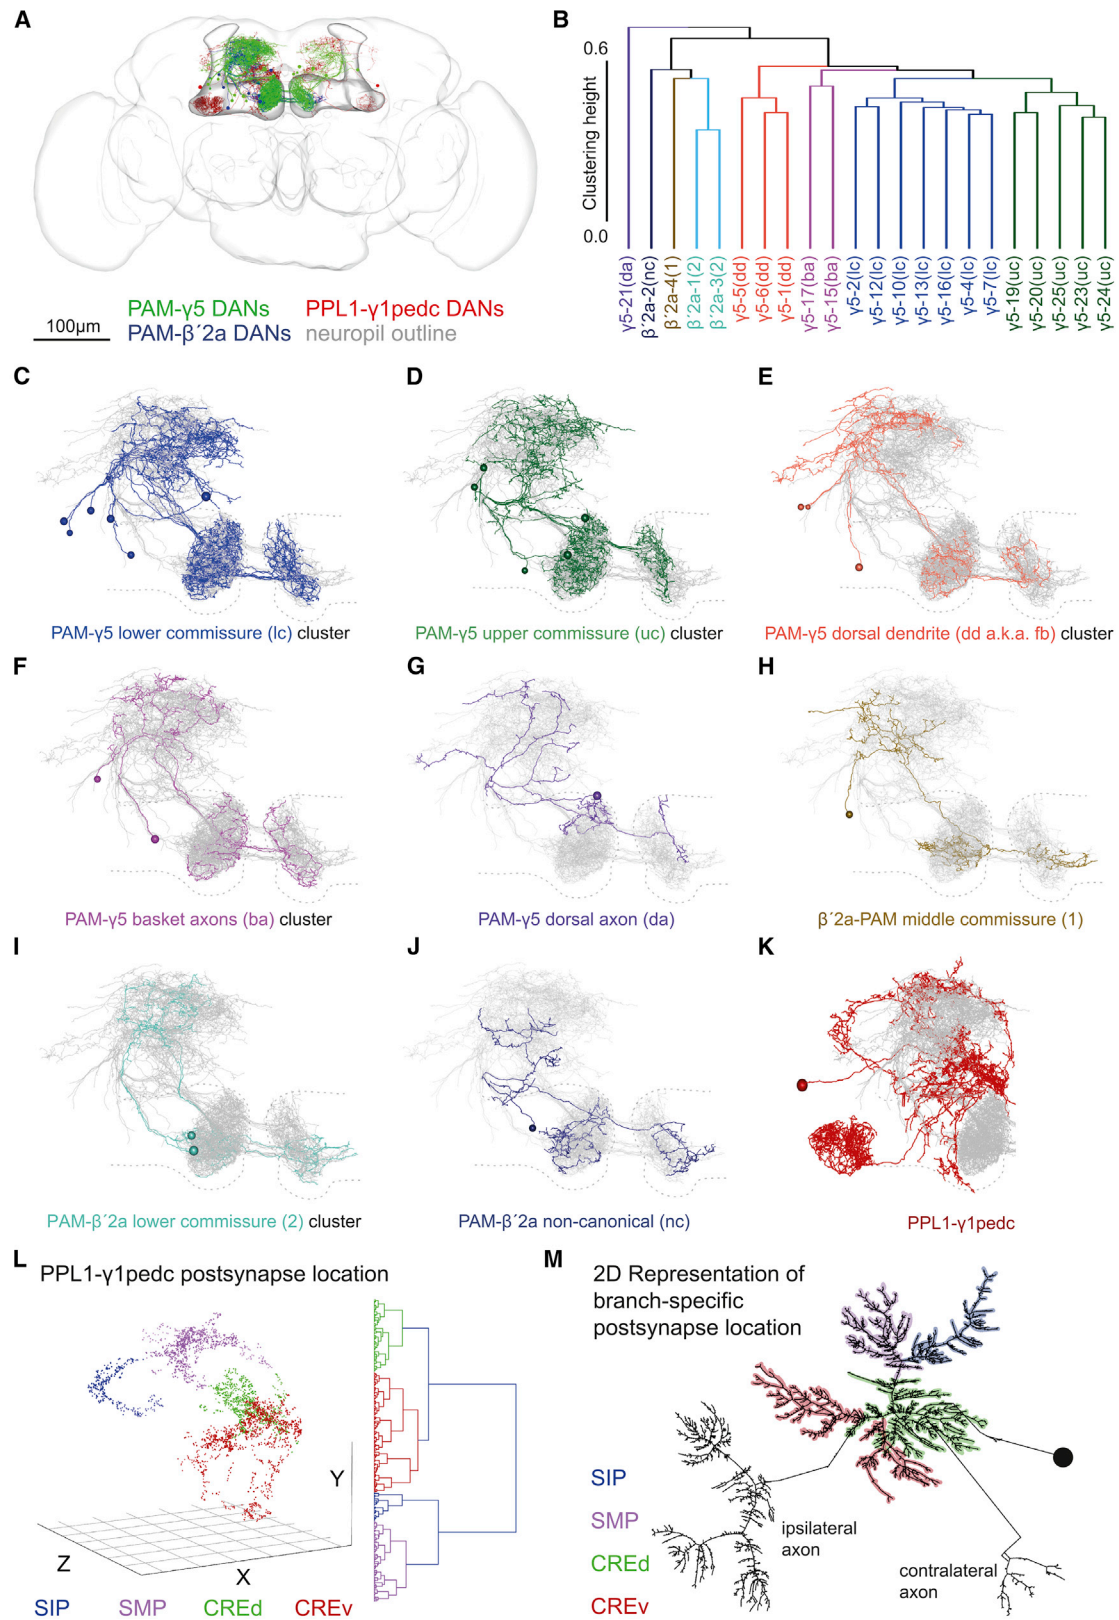 A
PAM-γ5 DANs
PPL1-γ1pedc DANs
PAM-β´2a DANs
neuropil outline
100μm
B
Clustering height
0.6
0.0
γ5-21(da)
β´2a-2(nc)
β´2a-4(1)
β´2a-1(2)
β´2a-3(2)
γ5-5(dd)
γ5-6(dd)
γ5-1(dd)
γ5-17(ba)
γ5-15(ba)
γ5-2(lc)
γ5-12(lc)
γ5-10(lc)
γ5-13(lc)
γ5-16(lc)
γ5-4(lc)
γ5-7(lc)
γ5-19(uc)
γ5-20(uc)
γ5-25(uc)
γ5-23(uc)
γ5-24(uc)
C
PAM-γ5 lower commissure (lc) cluster
D
PAM-γ5 upper commissure (uc) cluster
E
PAM-γ5 dorsal dendrite (dd a.k.a. fb) cluster
F
PAM-γ5 basket axons (ba) cluster
G
PAM-γ5 dorsal axon (da)
H
β´2a-PAM middle commissure (1)
I
PAM-β´2a lower commissure (2) cluster
J
PAM-β´2a non-canonical (nc)
K
PPL1-γ1pedc
L
PPL1-γ1pedc postsynapse location
Y
Z
X
SIP
SMP
CREd
CREv
M
2D Representation of
branch-specific
postsynapse location
SIP
SMP
CREd
CREv
ipsilateral
axon
contralateral
axon